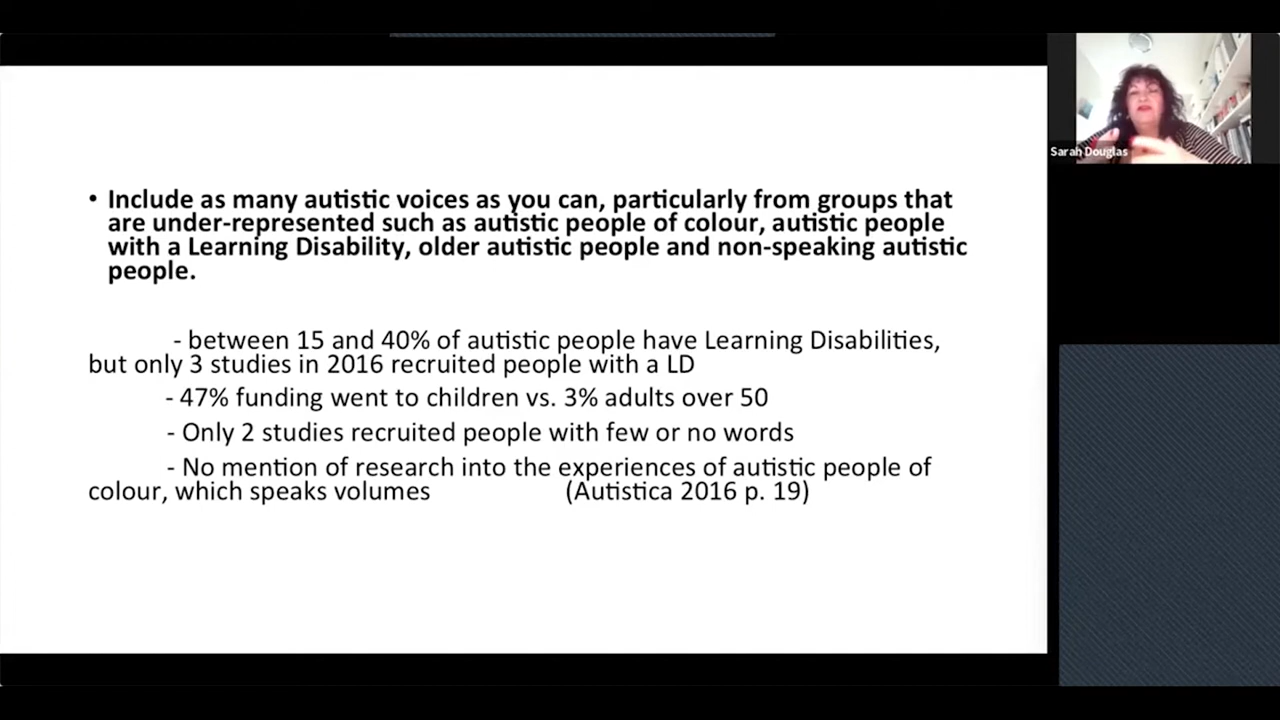 • Include as many autistic voices as you can, particularly from groups that
are under-represented such as autistic people of colour, autistic people
with a Learning Disability, older autistic people and non-speaking autistic
people.
- between 15 and 40% of autistic people have Learning Disabilities,
but only 3 studies in 2016 recruited people with a LD
- 47% funding went to children vs. 3% adults over 50
- Only 2 studies recruited people with few or no words
- No mention of research into the experiences of autistic people of
colour, which speaks volumes (Autistica 2016 p. 19)
Sarah Douglas